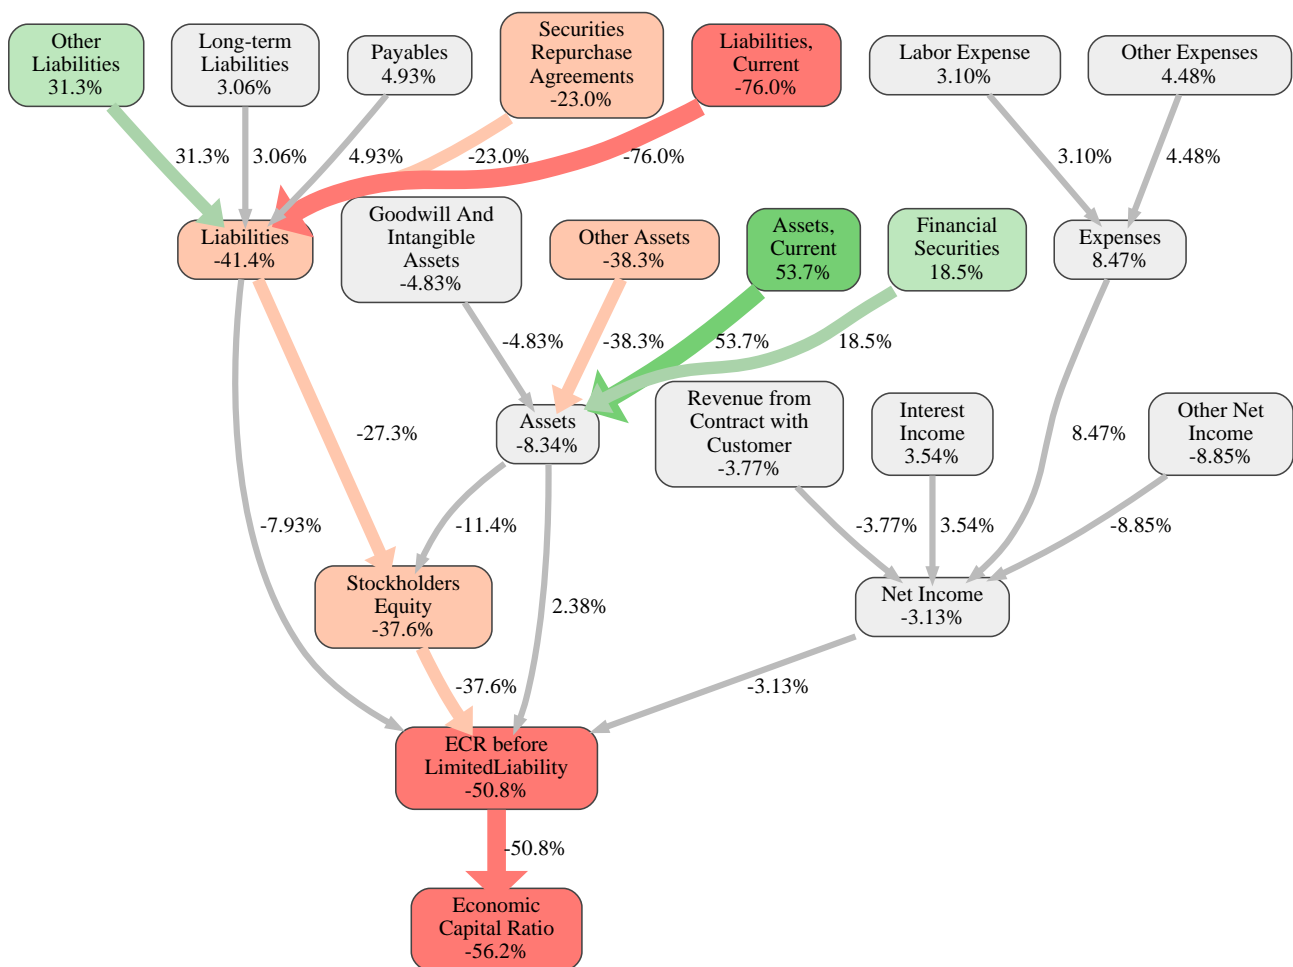 Other
Liabilities
31.3%
Long-term
Liabilities
3.06%
Payables
4.93%
Securities
Repurchase
Agreements
-23.0%
Liabilities,
Current
-76.0%
Labor Expense
3.10%
Other Expenses
4.48%
31.3%
3.06%
4.93%
-23.0%
-76.0%
3.10%
4.48%
Liabilities
-41.4%
Goodwill And
Intangible
Assets
-4.83%
Other Assets
-38.3%
Assets,
Current
53.7%
Financial
Securities
18.5%
Expenses
8.47%
-4.83%
-38.3%
53.7%
18.5%
-27.3%
Assets
-8.34%
Revenue from
Contract with
Customer
-3.77%
Interest
Income
3.54%
8.47%
Other Net
Income
-8.85%
-7.93%
-11.4%
-3.77%
3.54%
-8.85%
Stockholders
Equity
-37.6%
2.38%
Net Income
-3.13%
-37.6%
-3.13%
ECR before
LimitedLiability
-50.8%
-50.8%
Economic
Capital Ratio
-56.2%